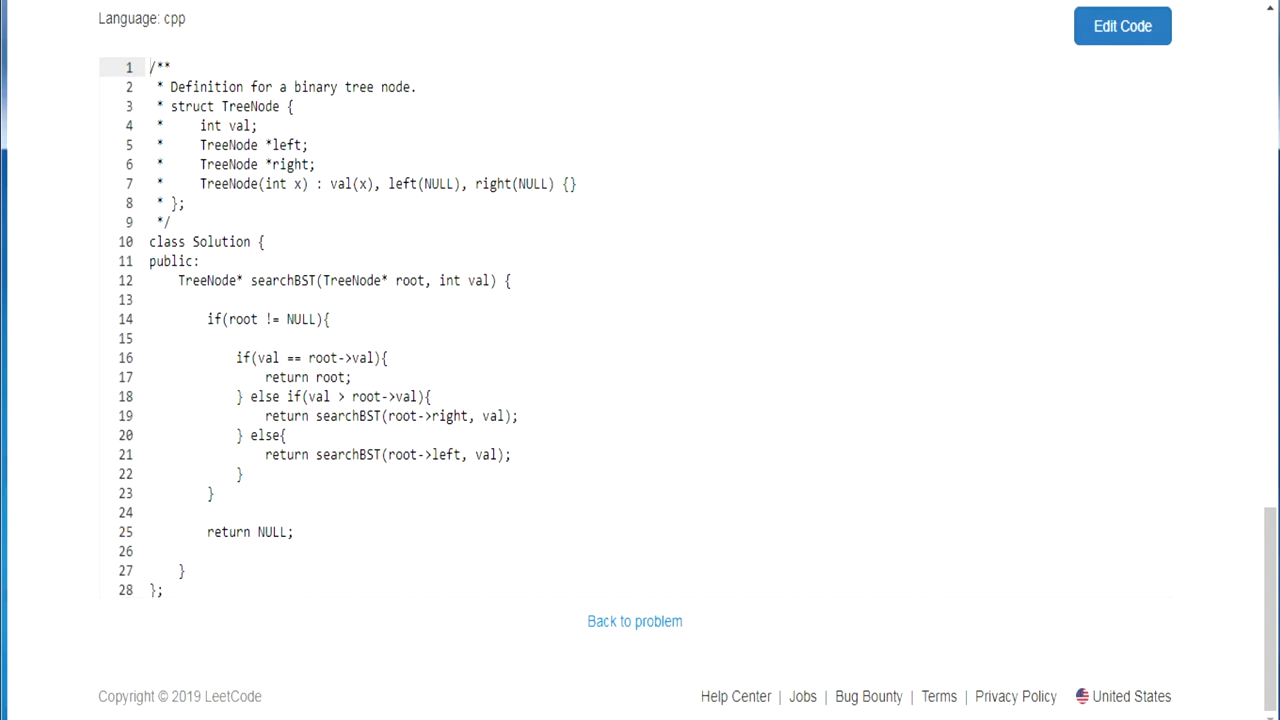 Language: cpp
Edit Code
1 /**
2  * Definition for a binary tree node.
3  * struct TreeNode {
4  *     int val;
5  *     TreeNode *left;
6  *     TreeNode *right;
7  *     TreeNode(int x) : val(x), left(NULL), right(NULL) {}
8  * };
9  */
10 class Solution {
11 public:
12     TreeNode* searchBST(TreeNode* root, int val) {
13
14         if(root != NULL){
15
16             if(val == root->val){
17                 return root;
18             } else if(val > root->val){
19                 return searchBST(root->right, val);
20             } else{
21                 return searchBST(root->left, val);
22             }
23         }
24
25         return NULL;
26
27     }
28 };
Back to problem
Copyright © 2019 LeetCode
Help Center | Jobs | Bug Bounty | Terms | Privacy Policy United States